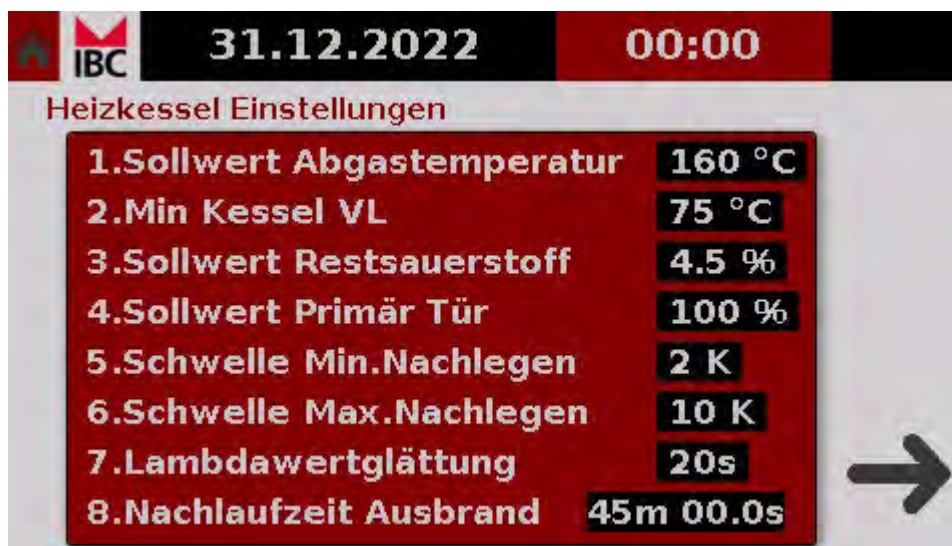 IBC 31.12.2022 00:00
Heizkessel Einstellungen
1.Sollwert Abgastemperatur 160 °C
2.Min Kessel VL 75 °C
3.Sollwert Restsauerstoff 4.5 %
4.Sollwert Primär Tür 100 %
5.Schwelle Min.Nachlegen 2 K
6.Schwelle Max.Nachlegen 10 K
7.Lambdawertglättung 20s
8.Nachlaufzeit Ausbrand 45m 00.0s